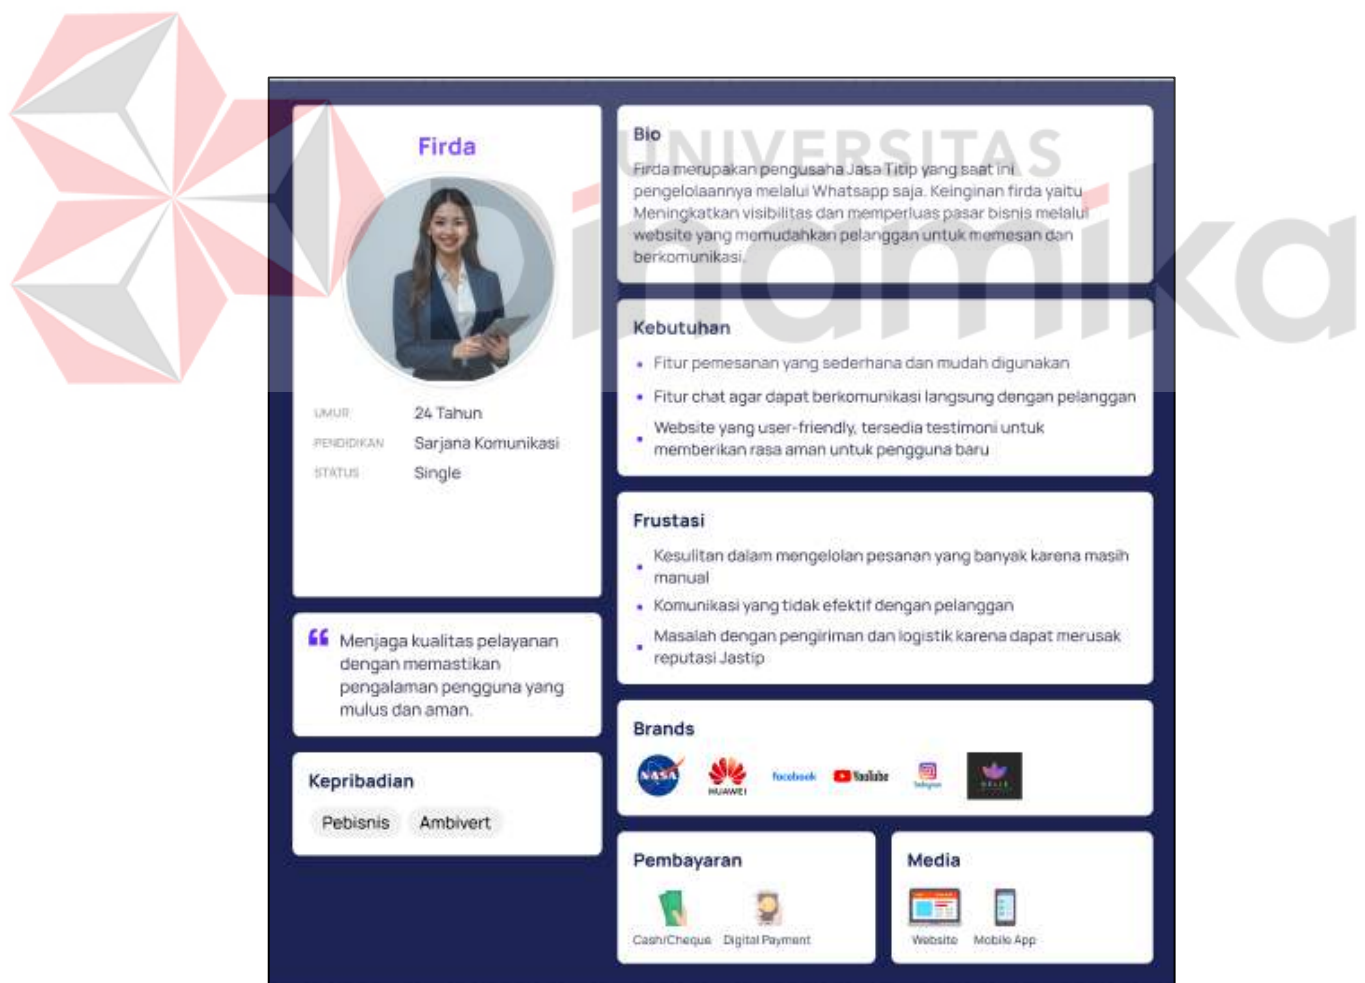 UNIVERSITAS
Dinamika
Firda
UMUR 24 Tahun
PENDIDIKAN Sarjana Komunikasi
STATUS Single
Menjaga kualitas pelayanan
dengan memastikan
pengalaman pengguna yang
mulus dan aman.
Kepribadian
Pebisnis Ambivert
Bio
Firda merupakan pengusaha Jasa Titip yang saat ini
pengelolaannya melalui Whatsapp saja. Keinginan firda yaitu
Meningkatkan visibilitas dan memperluas pasar bisnis melalui
website yang memudahkan pelanggan untuk memesan dan
berkomunikasi.
Kebutuhan
• Fitur pemesanan yang sederhana dan mudah digunakan
• Fitur chat agar dapat berkomunikasi langsung dengan pelanggan
• Website yang user-friendly, tersedia testimoni untuk
memberikan rasa aman untuk pengguna baru
Frustasi
• Kesulitan dalam mengelolan pesanan yang banyak karena masih
manual
• Komunikasi yang tidak efektif dengan pelanggan
• Masalah dengan pengiriman dan logistik karena dapat merusak
reputasi Jastip
Brands
NASA HUAWEI facebook YouTube Instagram
Pembayaran
Cash/Cheque Digital Payment
Media
Website Mobile App